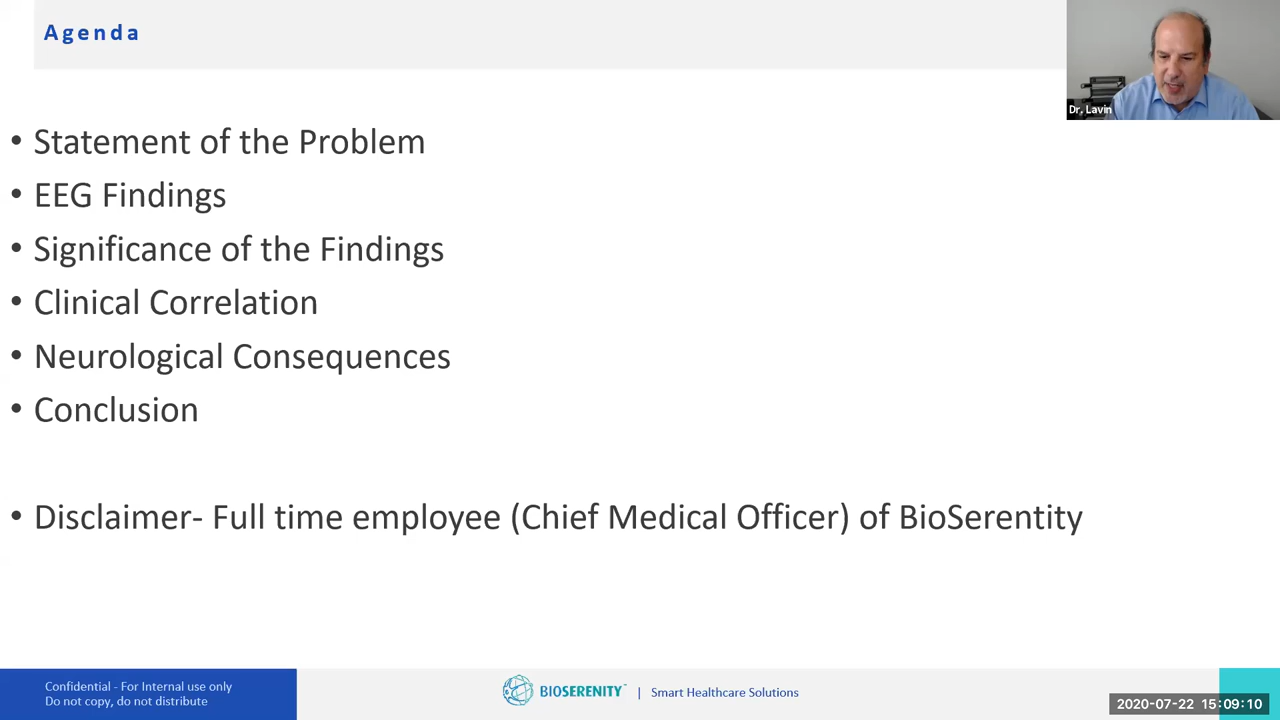 Agenda
Dr. Lavin
• Statement of the Problem
• EEG Findings
• Significance of the Findings
• Clinical Correlation
• Neurological Consequences
• Conclusion
• Disclaimer- Full time employee (Chief Medical Officer) of BioSerentity
Confidential - For Internal use only
Do not copy, do not distribute
BIOSERENITY™ | Smart Healthcare Solutions
2020-07-22 15:09:10